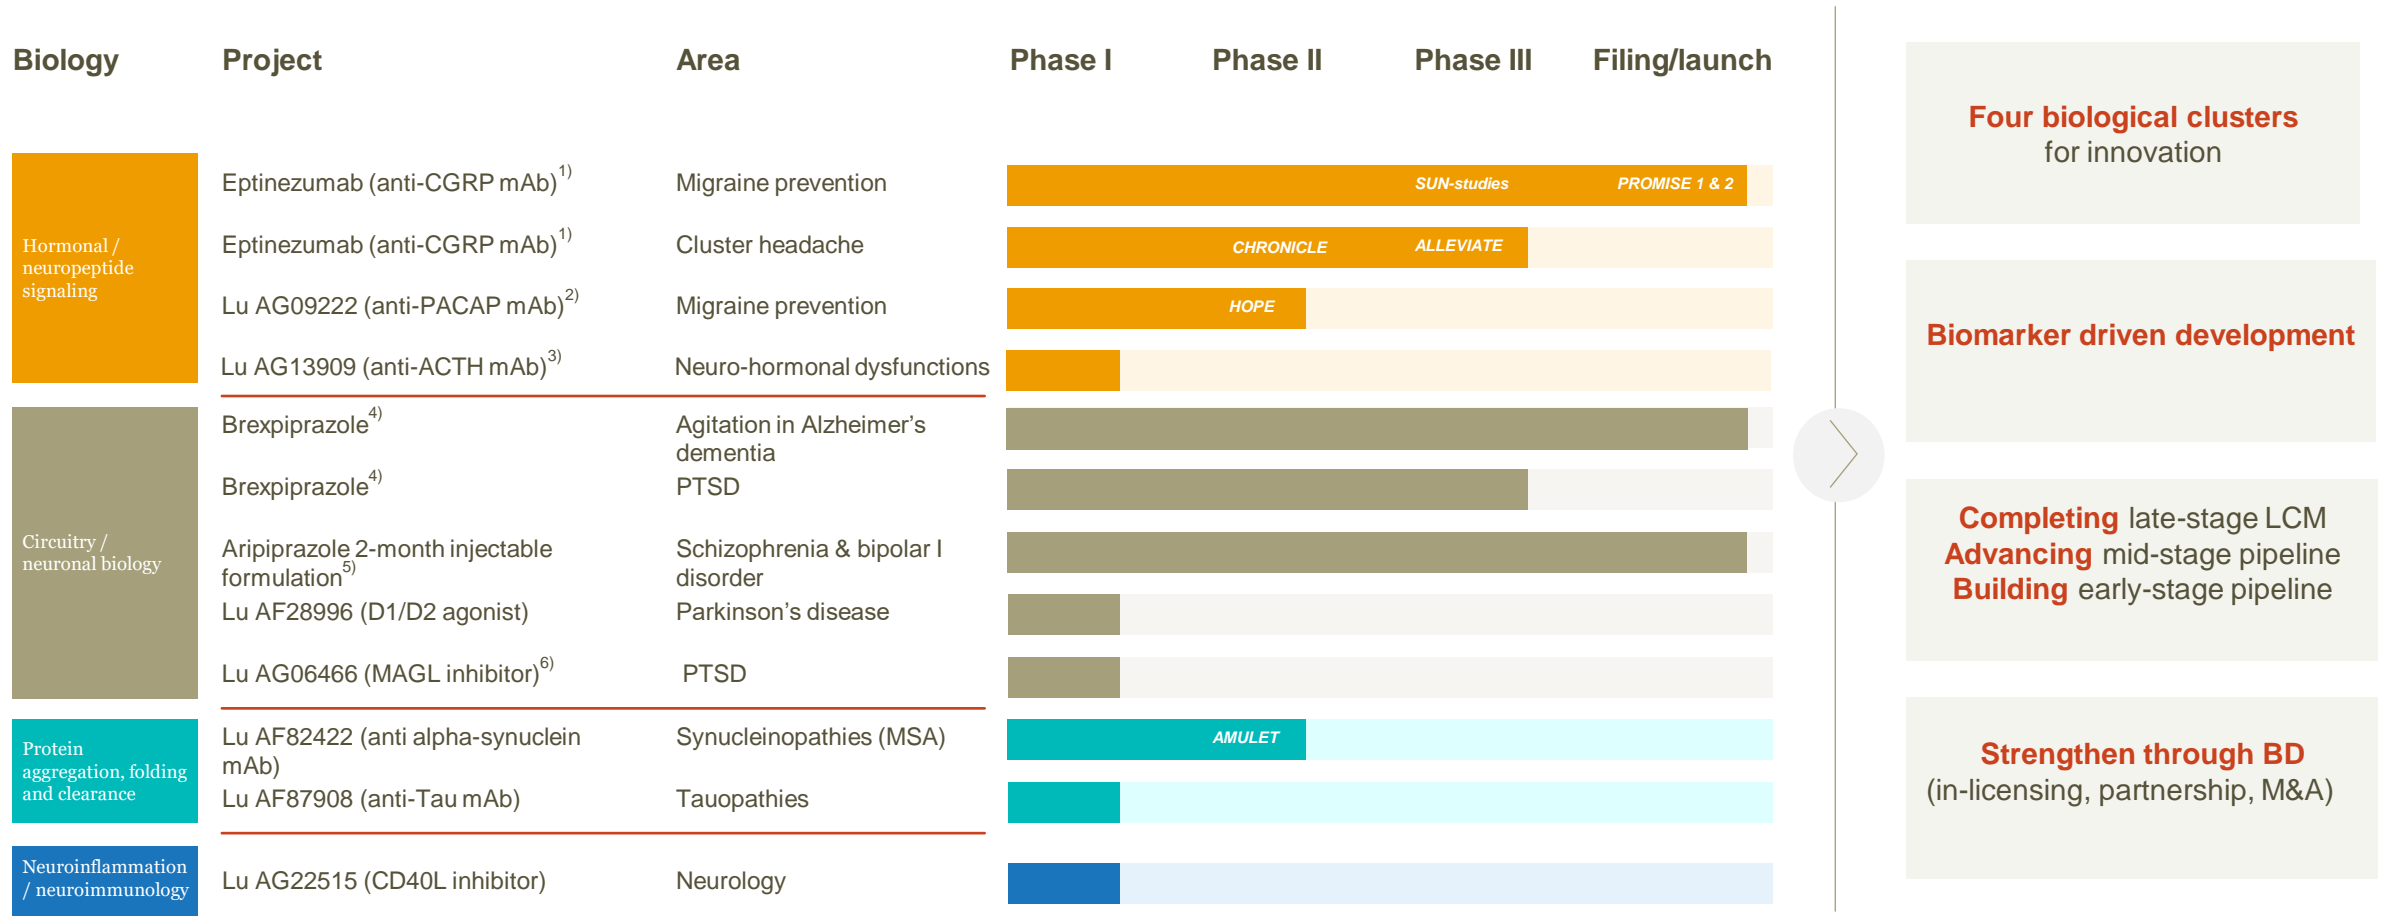 Biology Project Area Phase I Phase II Phase III Filing/launch
Hormonal /
neuropeptide
signaling
Eptinezumab (anti-CGRP mAb)1) Migraine prevention SUN-studies PROMISE 1 & 2
Eptinezumab (anti-CGRP mAb)1) Cluster headache CHRONICLE ALLEVIATE
Lu AG09222 (anti-PACAP mAb)2) Migraine prevention HOPE
Lu AG13909 (anti-ACTH mAb)3) Neuro-hormonal dysfunctions
Circuitry /
neuronal biology
Brexpiprazole4) Agitation in Alzheimer’s
dementia
Brexpiprazole4) PTSD
Aripiprazole 2-month injectable Schizophrenia & bipolar I
formulation5) disorder
Lu AF28996 (D1/D2 agonist) Parkinson’s disease
Lu AG06466 (MAGL inhibitor)6) PTSD
Protein
aggregation, folding
and clearance
Lu AF82422 (anti alpha-synuclein Synucleinopathies (MSA) AMULET
mAb)
Lu AF87908 (anti-Tau mAb) Tauopathies
Neuroinflammation
/ neuroimmunology
Lu AG22515 (CD40L inhibitor) Neurology
Four biological clusters
for innovation
Biomarker driven development
Completing late-stage LCM
Advancing mid-stage pipeline
Building early-stage pipeline
Strengthen through BD
(in-licensing, partnership, M&A)